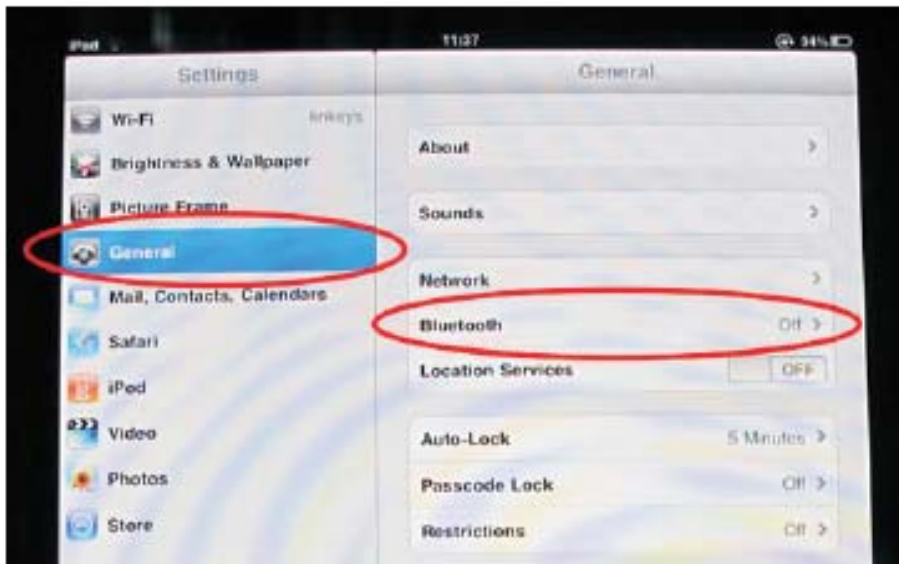 iPad
11:37
34%
Settings
General
Wi-Fi
Brightness & Wallpaper
Picture Frame
General
Mail, Contacts, Calendars
Safari
iPod
Video
Photos
Store
About
Sounds
Network
Bluetooth Off
Location Services OFF
Auto-Lock 5 Minutes
Passcode Lock Off
Restrictions Off